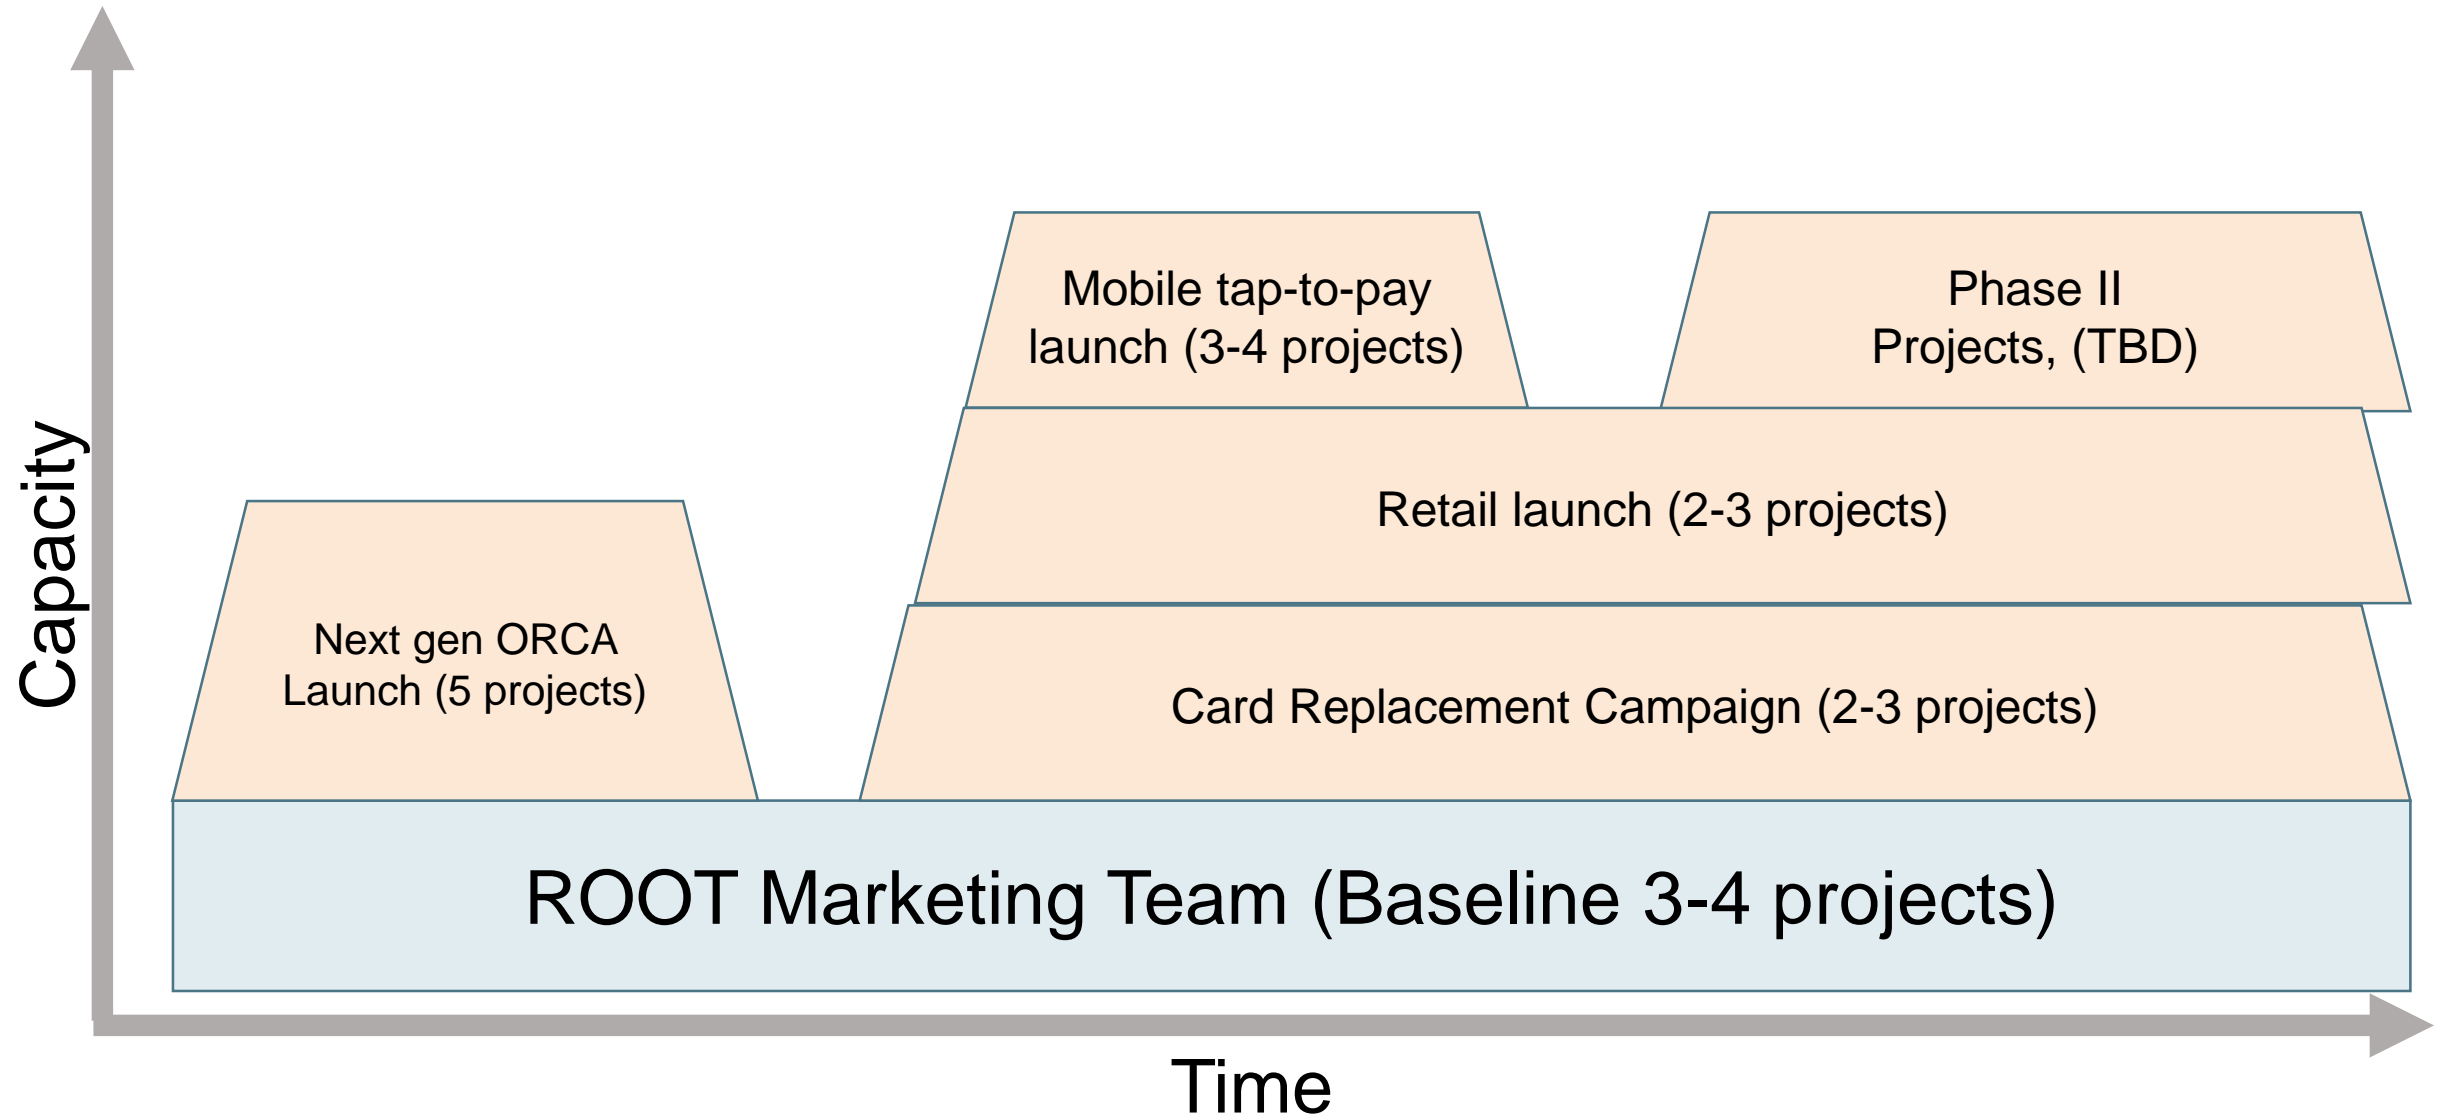 Capacity
Mobile tap-to-pay
launch (3-4 projects)
Phase II
Projects, (TBD)
Retail launch (2-3 projects)
Next gen ORCA
Launch (5 projects)
Card Replacement Campaign (2-3 projects)
ROOT Marketing Team (Baseline 3-4 projects)
Time